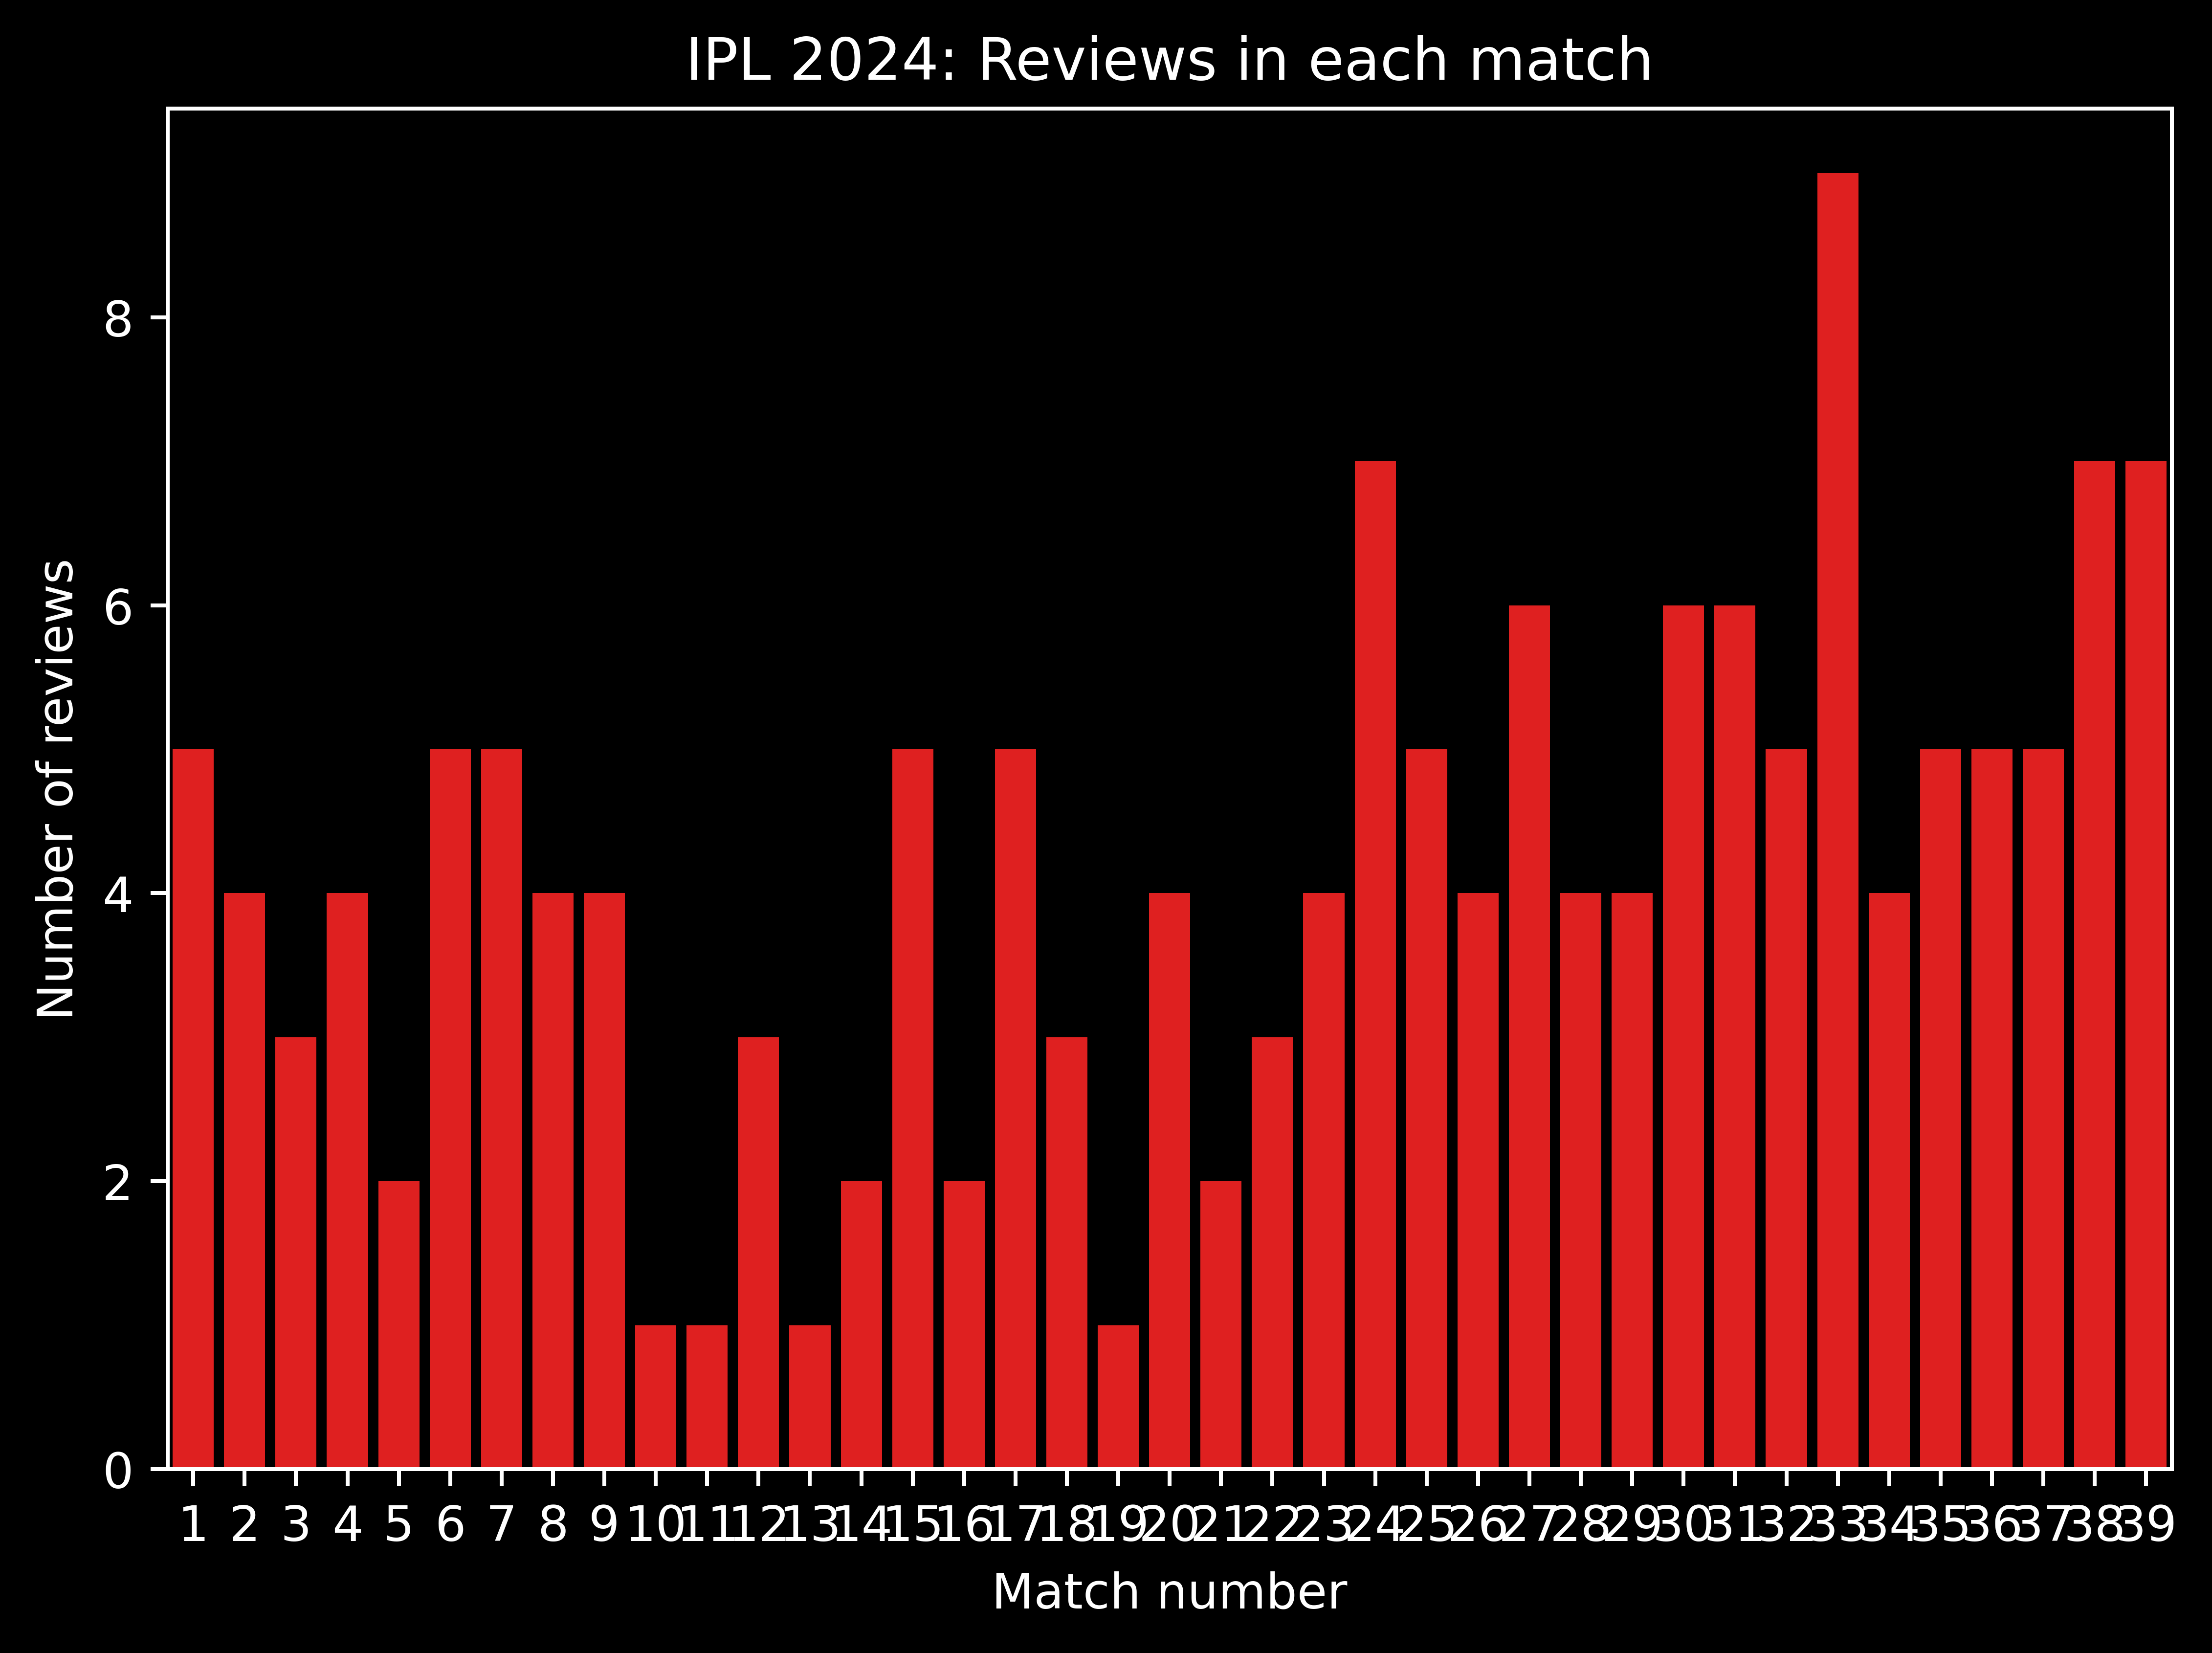 IPL 2024: Reviews in each match
Number of reviews
8
6
4
2
0
1 2 3 4 5 6 7 8 9 10 11 12 13 14 15 16 17 18 19 20 21 22 23 24 25 26 27 28 29 30 31 32 33 34 35 36 37 38 39
Match number